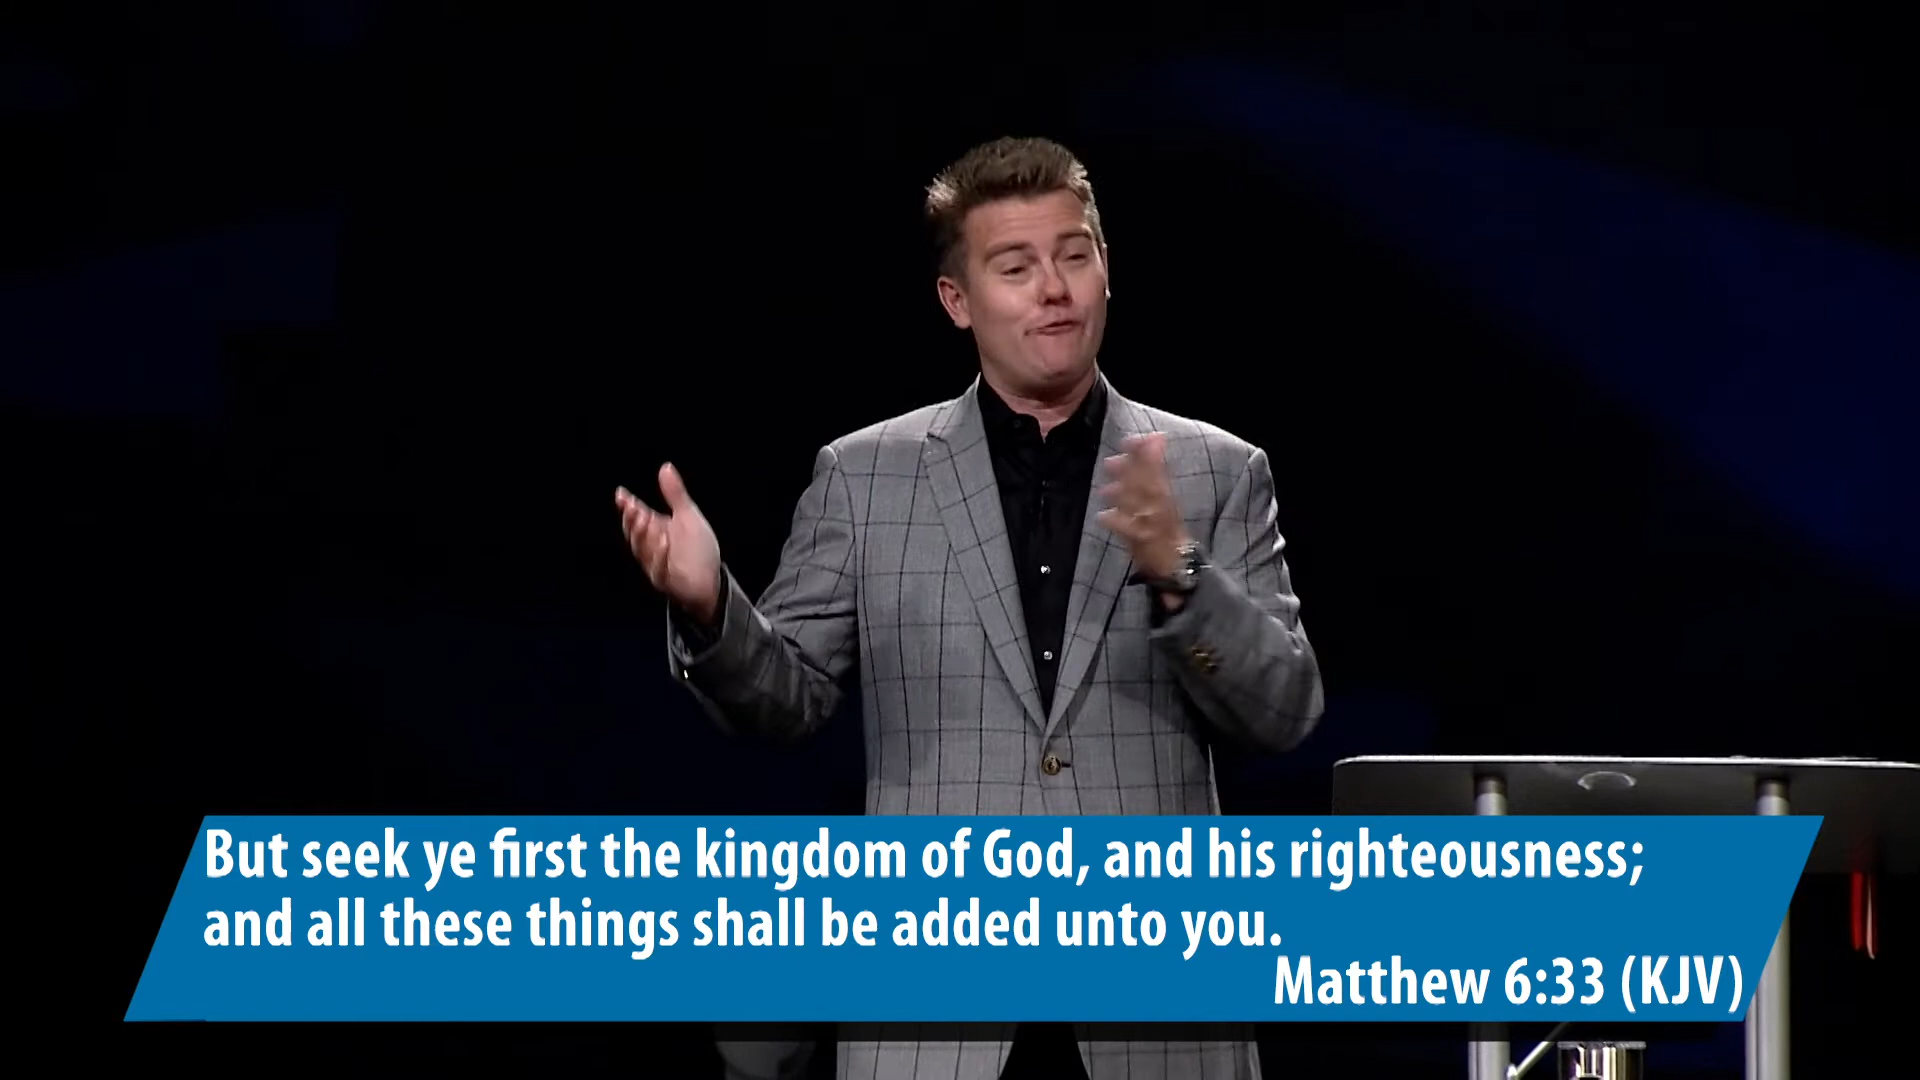 But seek ye first the kingdom of God, and his righteousness;
and all these things shall be added unto you.
Matthew 6:33 (KJV)